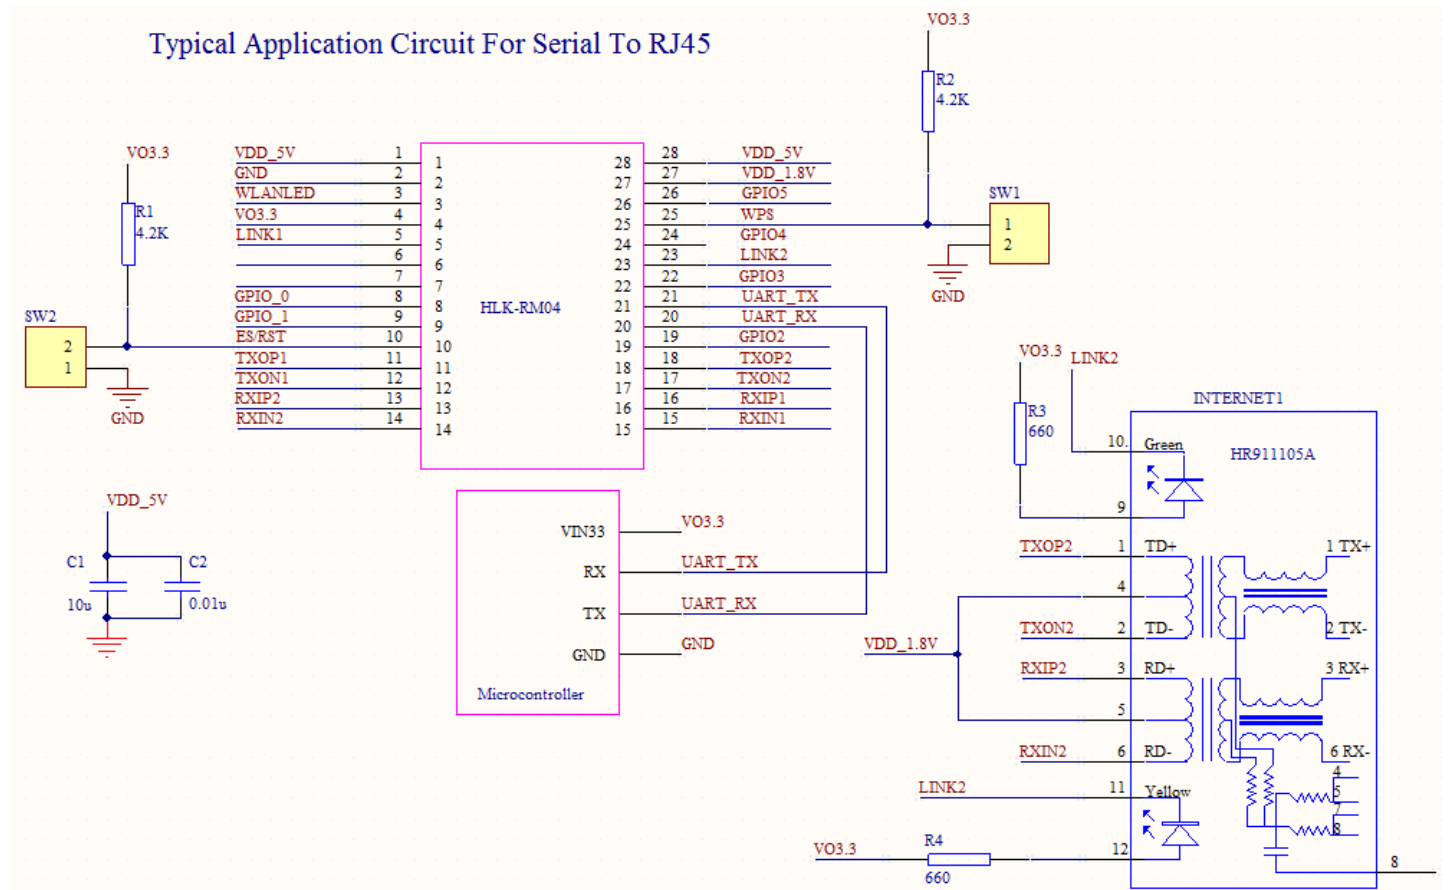 Typical Application Circuit For Serial To RJ45
VO3.3
R2
4.2K
VO3.3
R1
4.2K
VDD_5V 1
GND 2
WLANLED 3
VO3.3 4
LINK1 5
6
7
GPIO_0 8
GPIO_1 9
ES/RST 10
TXOP1 11
TXON1 12
RXIP2 13
RXIN2 14
1
2
3
4
5
6
7
8
9
10
11
12
13
14
HLK-RM04
28
27
26
25
24
23
22
21
20
19
18
17
16
15
28 VDD_5V
27 VDD_1.8V
26 GPIO5
25 WPS
24 GPIO4
23 LINK2
22 GPIO3
21 UART_TX
20 UART_RX
19 GPIO2
18 TXOP2
17 TXON2
16 RXIP1
15 RXIN1
SW1
1
2
GND
SW2
2
1
GND
VDD_5V
C1
10u
C2
0.01u
VIN33 VO3.3
RX UART_TX
TX UART_RX
GND GND
Microcontroller
VO3.3
LINK2
R3
660
INTERNET1
HR911105A
10. Green
9
TXOP2 1 TD+ 1 TX+
4
TXON2 2 TD- 2 TX-
VDD_1.8V
RXIP2 3 RD+ 3 RX+
5
RXIN2 6 RD- 6 RX-
4
5
7
8
LINK2 11 Yellow
VO3.3
R4
660
12
8